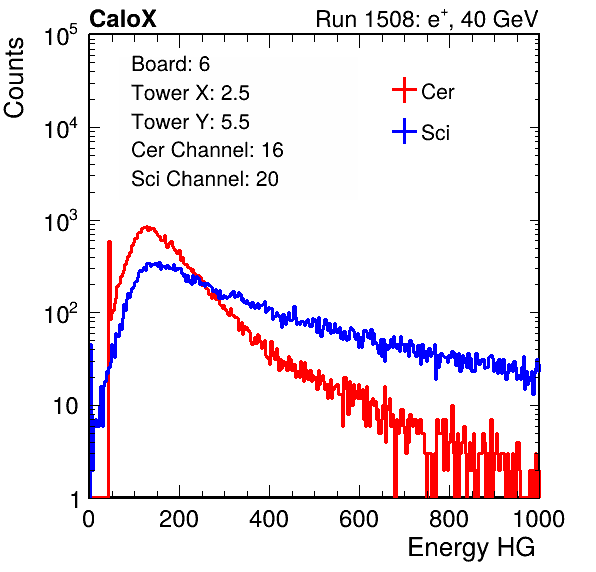 CaloX Run 1508: e⁺, 40 GeV
Counts
10⁵
10⁴
10³
10²
10
1
Board: 6
Tower X: 2.5
Tower Y: 5.5
Cer Channel: 16
Sci Channel: 20
Cer
Sci
0 200 400 600 800 1000
Energy HG